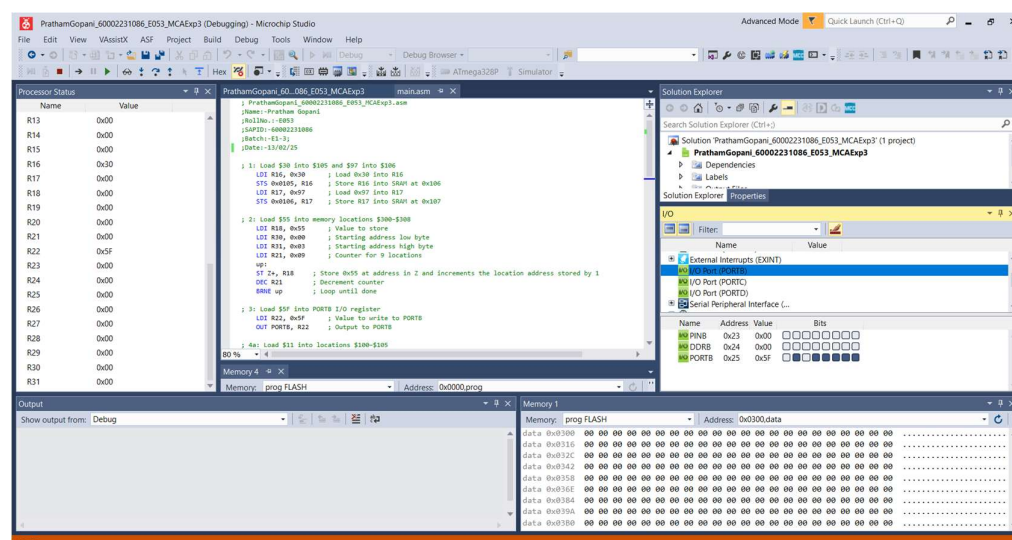 PrathamGopani_60002231086_E053_MCAExp3 (Debugging) - Microchip Studio
Advanced Mode
Quick Launch (Ctrl+Q)
File Edit View VAssistX ASF Project Build Debug Tools Window Help
Debug
Debug Browser
Hex
ATmega328P
Simulator
Processor Status
Name Value
R13 0x00
R14 0x00
R15 0x00
R16 0x30
R17 0x00
R18 0x00
R19 0x00
R20 0x00
R21 0x00
R22 0x5F
R23 0x00
R24 0x00
R25 0x00
R26 0x00
R27 0x00
R28 0x00
R29 0x00
R30 0x00
R31 0x00
PrathamGopani_60...086_E053_MCAExp3 main.asm
; PrathamGopani_60002231086_E053_MCAExp3.asm
;Name:-Pratham Gopani
;RollNo.:-E053
;SAPID:-60002231086
;Batch:-E1-3;
;Date:-13/02/25
; 1: Load $30 into $105 and $97 into $106
LDI R16, 0x30 ; Load 0x30 into R16
STS 0x0105, R16 ; Store R16 into SRAM at 0x106
LDI R17, 0x97 ; Load 0x97 into R17
STS 0x0106, R17 ; Store R17 into SRAM at 0x107
; 2: Load $55 into memory locations $300-$308
LDI R18, 0x55 ; Value to store
LDI R30, 0x00 ; Starting address low byte
LDI R31, 0x03 ; Starting address high byte
LDI R21, 0x09 ; Counter for 9 locations
up:
ST Z+, R18 ; Store 0x55 at address in Z and increments the location address stored by 1
DEC R21 ; Decrement counter
BRNE up ; Loop until done
; 3: Load $5F into PORTB I/O register
LDI R22, 0x5F ; Value to write to PORTB
OUT PORTB, R22 ; Output to PORTB
; 4a: Load $11 into locations $100-$105
80 %
Memory 4
Memory: prog FLASH Address: 0x0000,prog
Solution Explorer
Search Solution Explorer (Ctrl+;)
Solution 'PrathamGopani_60002231086_E053_MCAExp3' (1 project)
PrathamGopani_60002231086_E053_MCAExp3
Dependencies
Labels
Output Files
Solution Explorer Properties
I/O
Filter:
Name Value
External Interrupts (EXINT)
I/O Port (PORTB)
I/O Port (PORTC)
I/O Port (PORTD)
Serial Peripheral Interface (...
Name Address Value Bits
PINB 0x23 0x00
DDRB 0x24 0x00
PORTB 0x25 0x5F
Output
Show output from: Debug
Memory 1
Memory: prog FLASH Address: 0x0300,data
data 0x0300 00 00 00 00 00 00 00 00 00 00 00 00 00 00 00 00 00 00 00 00 00 00 ......................
data 0x0316 00 00 00 00 00 00 00 00 00 00 00 00 00 00 00 00 00 00 00 00 00 00 ......................
data 0x032C 00 00 00 00 00 00 00 00 00 00 00 00 00 00 00 00 00 00 00 00 00 00 ......................
data 0x0342 00 00 00 00 00 00 00 00 00 00 00 00 00 00 00 00 00 00 00 00 00 00 ......................
data 0x0358 00 00 00 00 00 00 00 00 00 00 00 00 00 00 00 00 00 00 00 00 00 00 ......................
data 0x036E 00 00 00 00 00 00 00 00 00 00 00 00 00 00 00 00 00 00 00 00 00 00 ......................
data 0x0384 00 00 00 00 00 00 00 00 00 00 00 00 00 00 00 00 00 00 00 00 00 00 ......................
data 0x039A 00 00 00 00 00 00 00 00 00 00 00 00 00 00 00 00 00 00 00 00 00 00 ......................
data 0x03B0 00 00 00 00 00 00 00 00 00 00 00 00 00 00 00 00 00 00 00 00 00 00 ......................